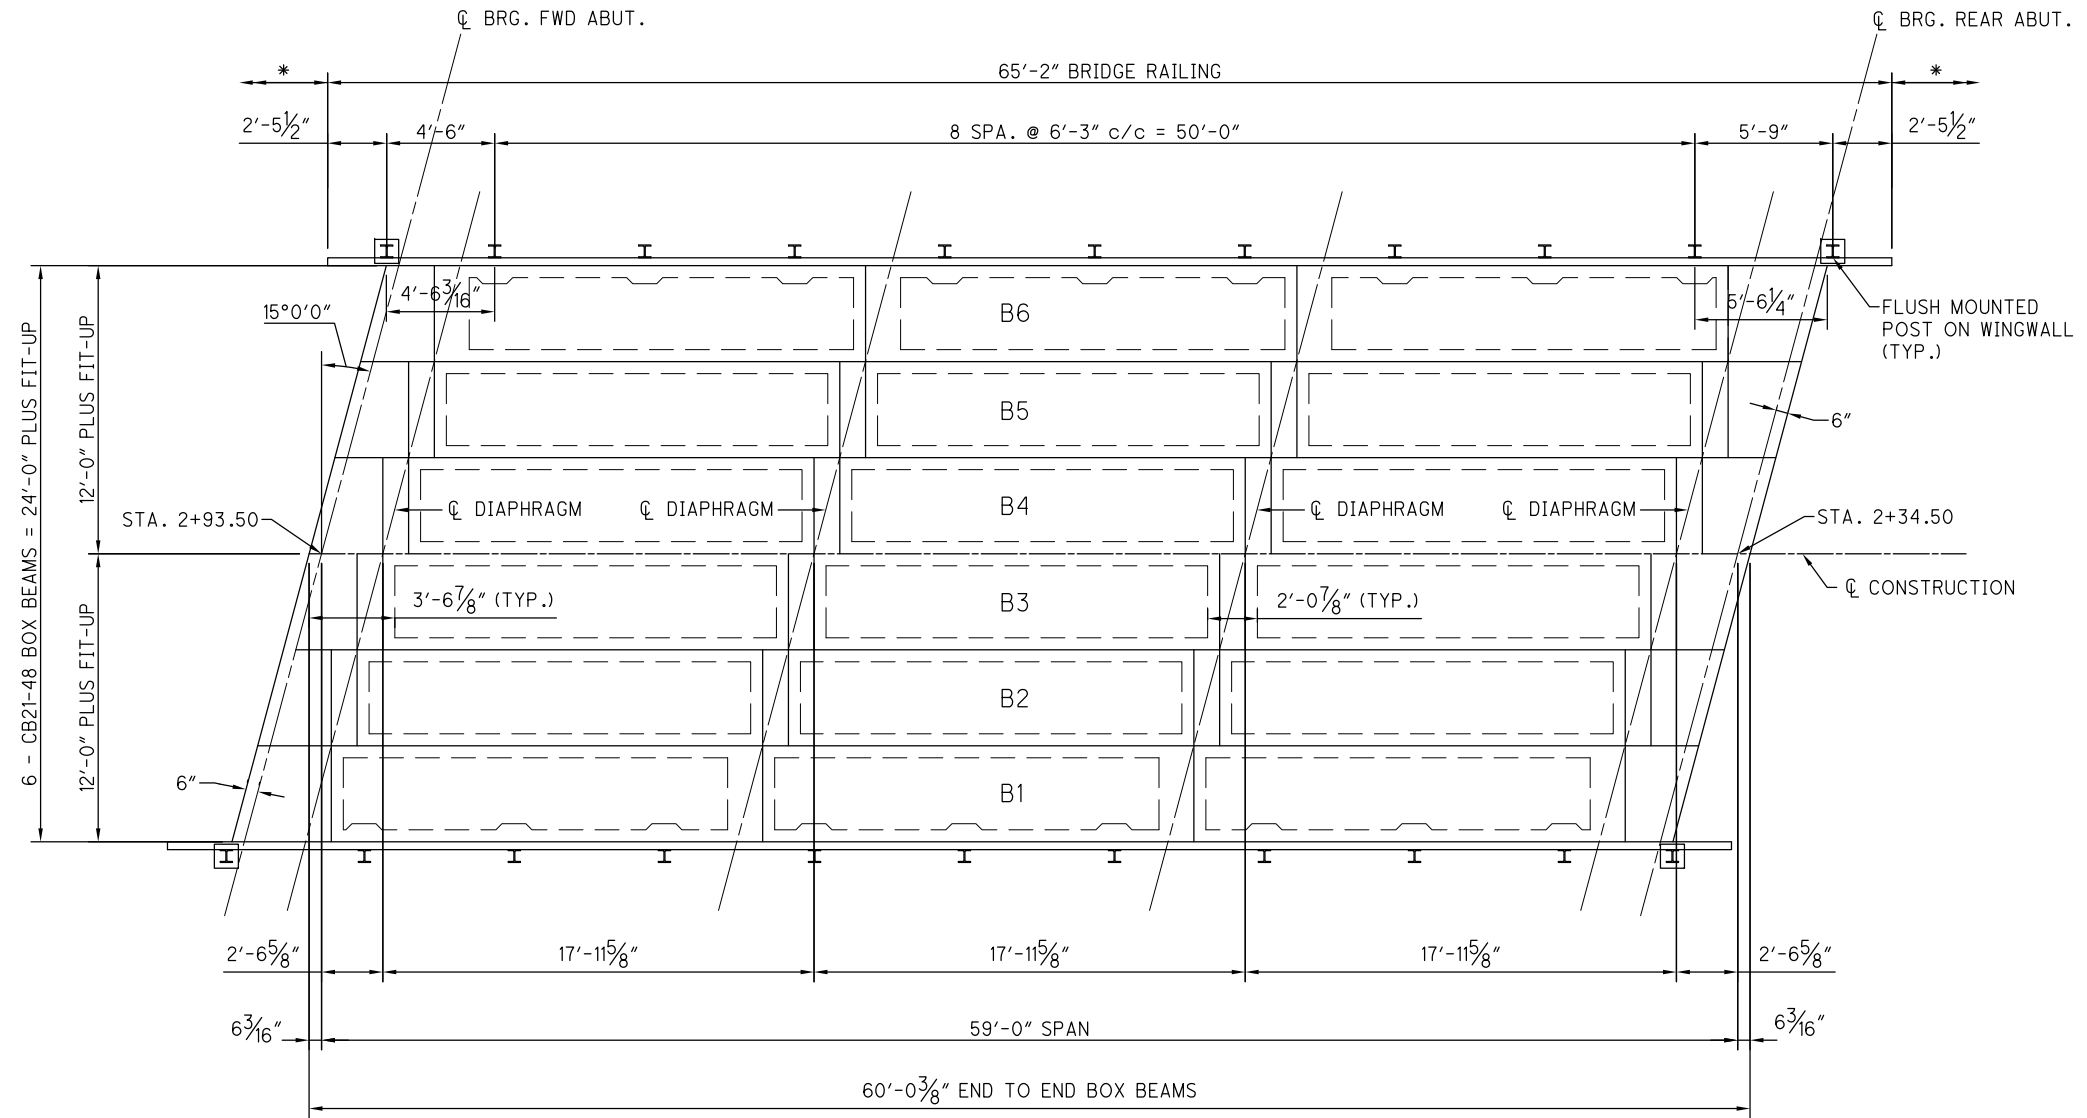 ℄ BRG. FWD ABUT.
℄ BRG. REAR ABUT.
*
65'-2" BRIDGE RAILING
*
2'-5½"
4'-6"
8 SPA. @ 6'-3" c/c = 50'-0"
5'-9"
2'-5½"
4'-6 3/16"
15°0'0"
5'-6¼"
FLUSH MOUNTED
POST ON WINGWALL
(TYP.)
B6
6 - CB21-48 BOX BEAMS = 24'-0" PLUS FIT-UP
12'-0" PLUS FIT-UP
B5
6"
STA. 2+93.50
℄ DIAPHRAGM
℄ DIAPHRAGM
B4
℄ DIAPHRAGM
℄ DIAPHRAGM
STA. 2+34.50
℄ CONSTRUCTION
3'-6⅞" (TYP.)
B3
2'-0⅞" (TYP.)
12'-0" PLUS FIT-UP
B2
6"
B1
2'-6⅝"
17'-11⅝"
17'-11⅝"
17'-11⅝"
2'-6⅝"
6 3/16"
59'-0" SPAN
6 3/16"
60'-0⅜" END TO END BOX BEAMS